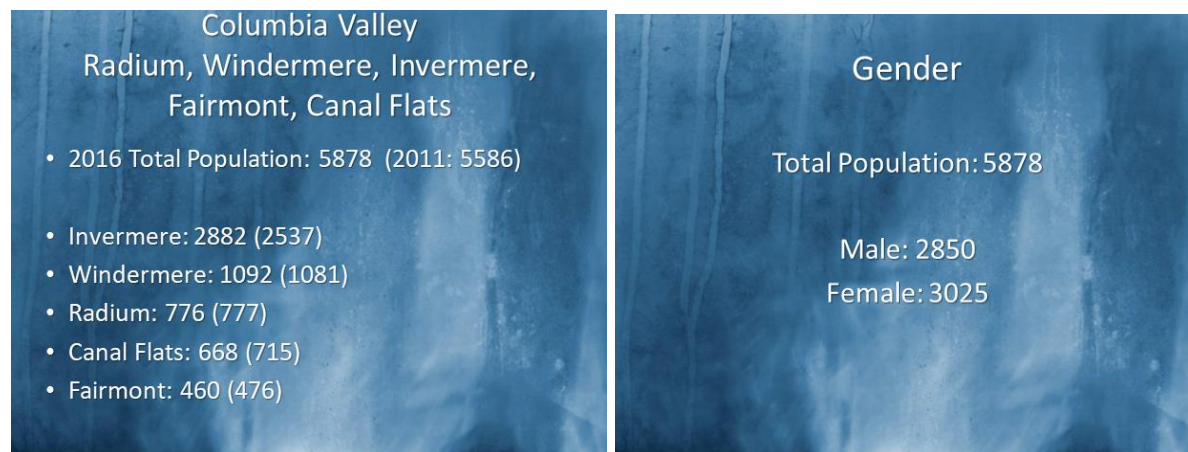 Columbia Valley
Radium, Windermere, Invermere,
Fairmont, Canal Flats
• 2016 Total Population: 5878 (2011: 5586)
• Invermere: 2882 (2537)
• Windermere: 1092 (1081)
• Radium: 776 (777)
• Canal Flats: 668 (715)
• Fairmont: 460 (476)
Gender
Total Population: 5878
Male: 2850
Female: 3025